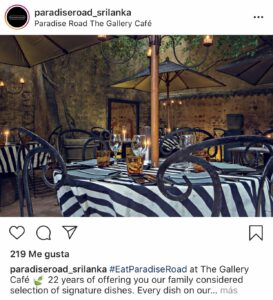 paradiseroad_srilanka
Paradise Road The Gallery Café
219 Me gusta
paradiseroad_srilanka #EatParadiseRoad at The Gallery
Café 🌿 22 years of offering you our family considered
selection of signature dishes. Every dish on our... más